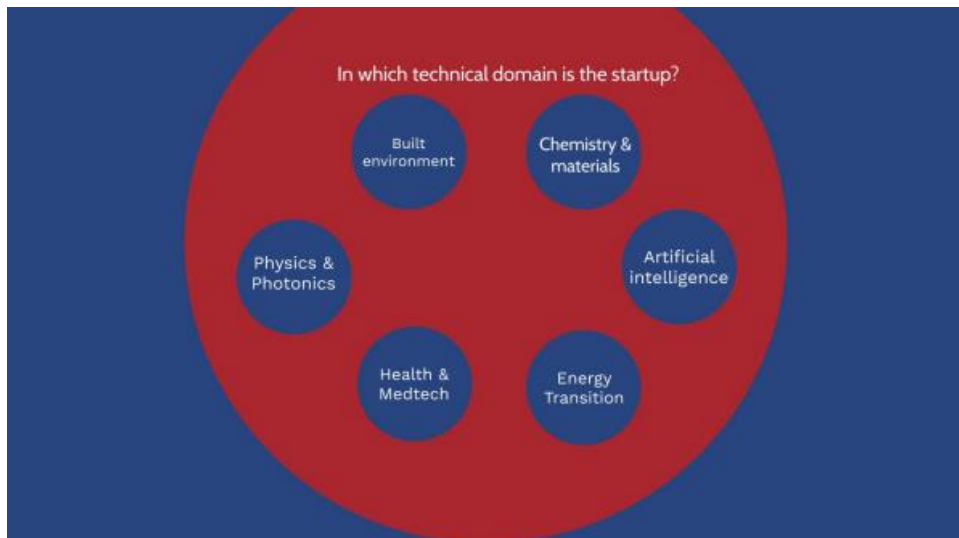 In which technical domain is the startup?
Built
environment
Chemistry &
materials
Physics &
Photonics
Artificial
intelligence
Health &
Medtech
Energy
Transition